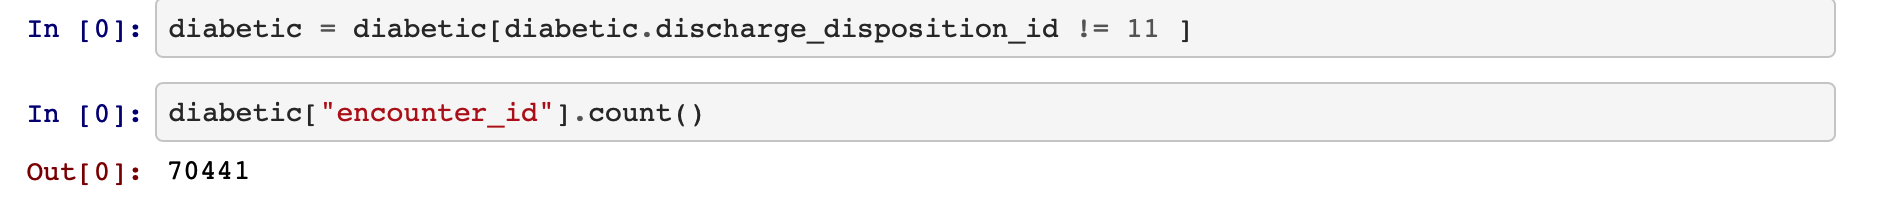 In [0]: diabetic = diabetic[diabetic.discharge_disposition_id != 11 ]
In [0]: diabetic["encounter_id"].count()
Out[0]: 70441